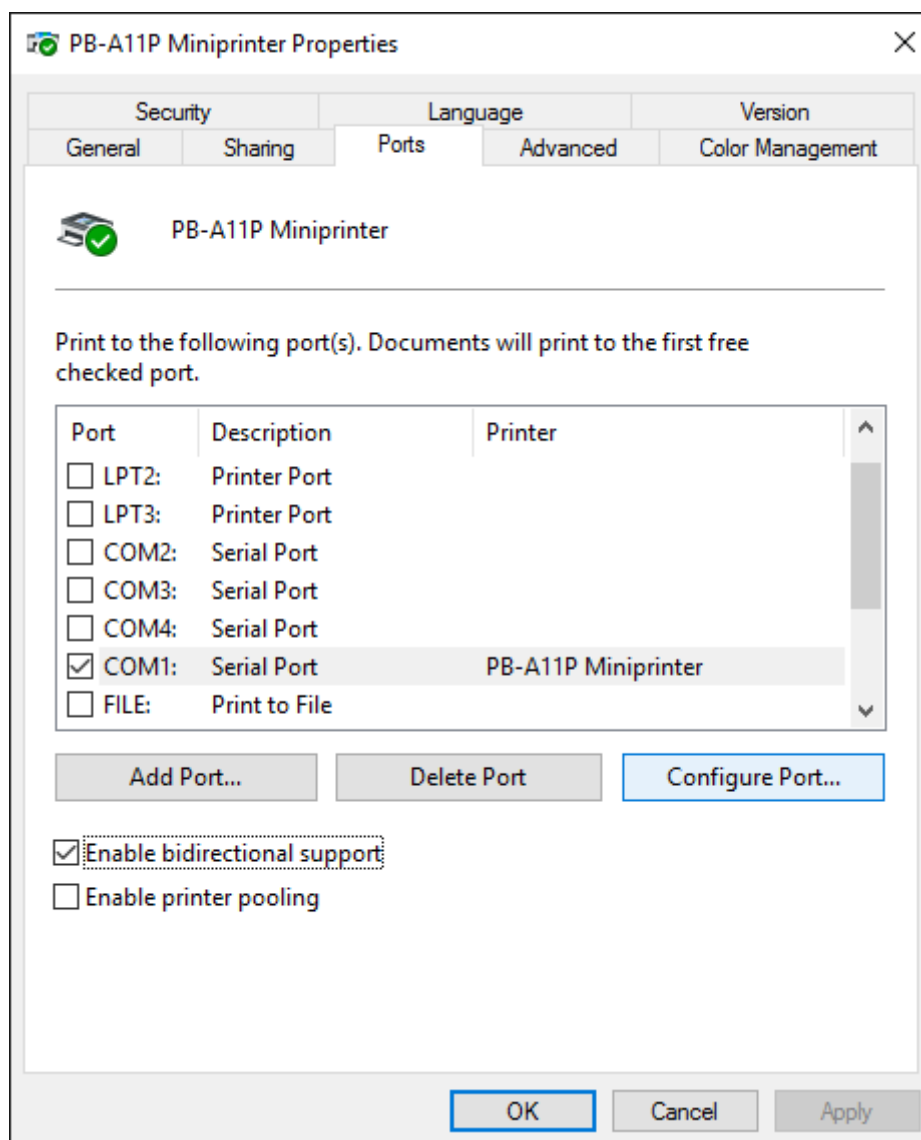 PB-A11P Miniprinter Properties
Security Language Version
General Sharing Ports Advanced Color Management
PB-A11P Miniprinter
Print to the following port(s). Documents will print to the first free
checked port.
Port Description Printer
LPT2: Printer Port
LPT3: Printer Port
COM2: Serial Port
COM3: Serial Port
COM4: Serial Port
COM1: Serial Port PB-A11P Miniprinter
FILE: Print to File
Add Port... Delete Port Configure Port...
Enable bidirectional support
Enable printer pooling
OK Cancel Apply